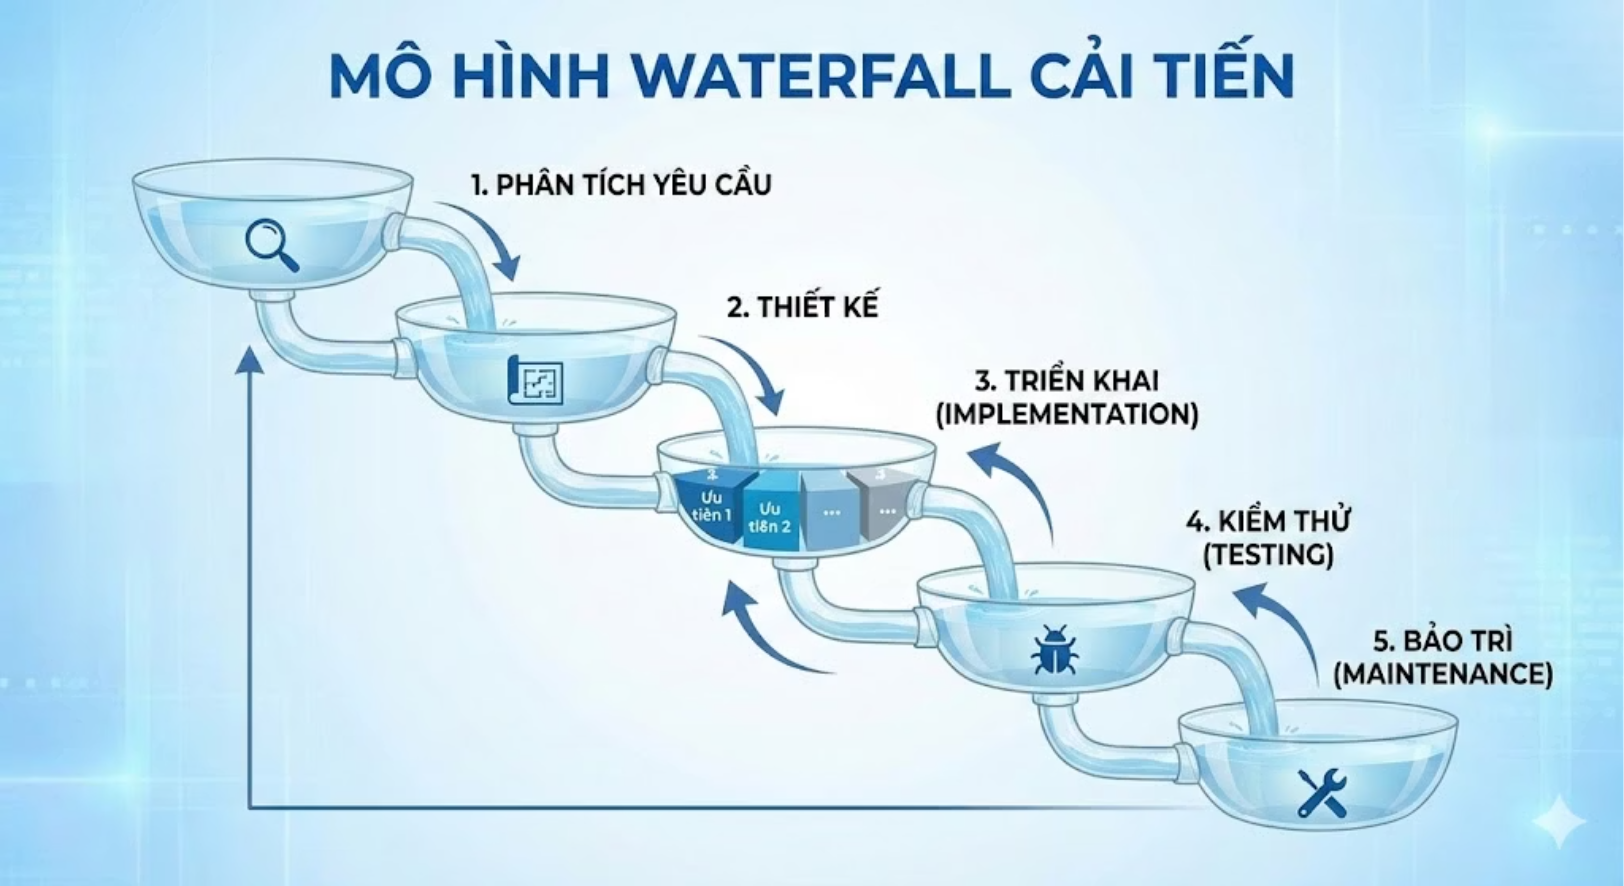 MÔ HÌNH WATERFALL CẢI TIẾN
1. PHÂN TÍCH YÊU CẦU
2. THIẾT KẾ
3. TRIỂN KHAI
(IMPLEMENTATION)
Ưu
tiên 1
Ưu
tiên 2
...
...
4. KIỂM THỬ
(TESTING)
5. BẢO TRÌ
(MAINTENANCE)